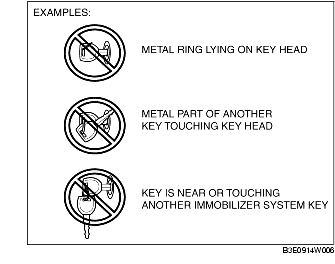 EXAMPLES:
METAL RING LYING ON KEY HEAD
METAL PART OF ANOTHER
KEY TOUCHING KEY HEAD
KEY IS NEAR OR TOUCHING
ANOTHER IMMOBILIZER SYSTEM KEY
B3E0914W006